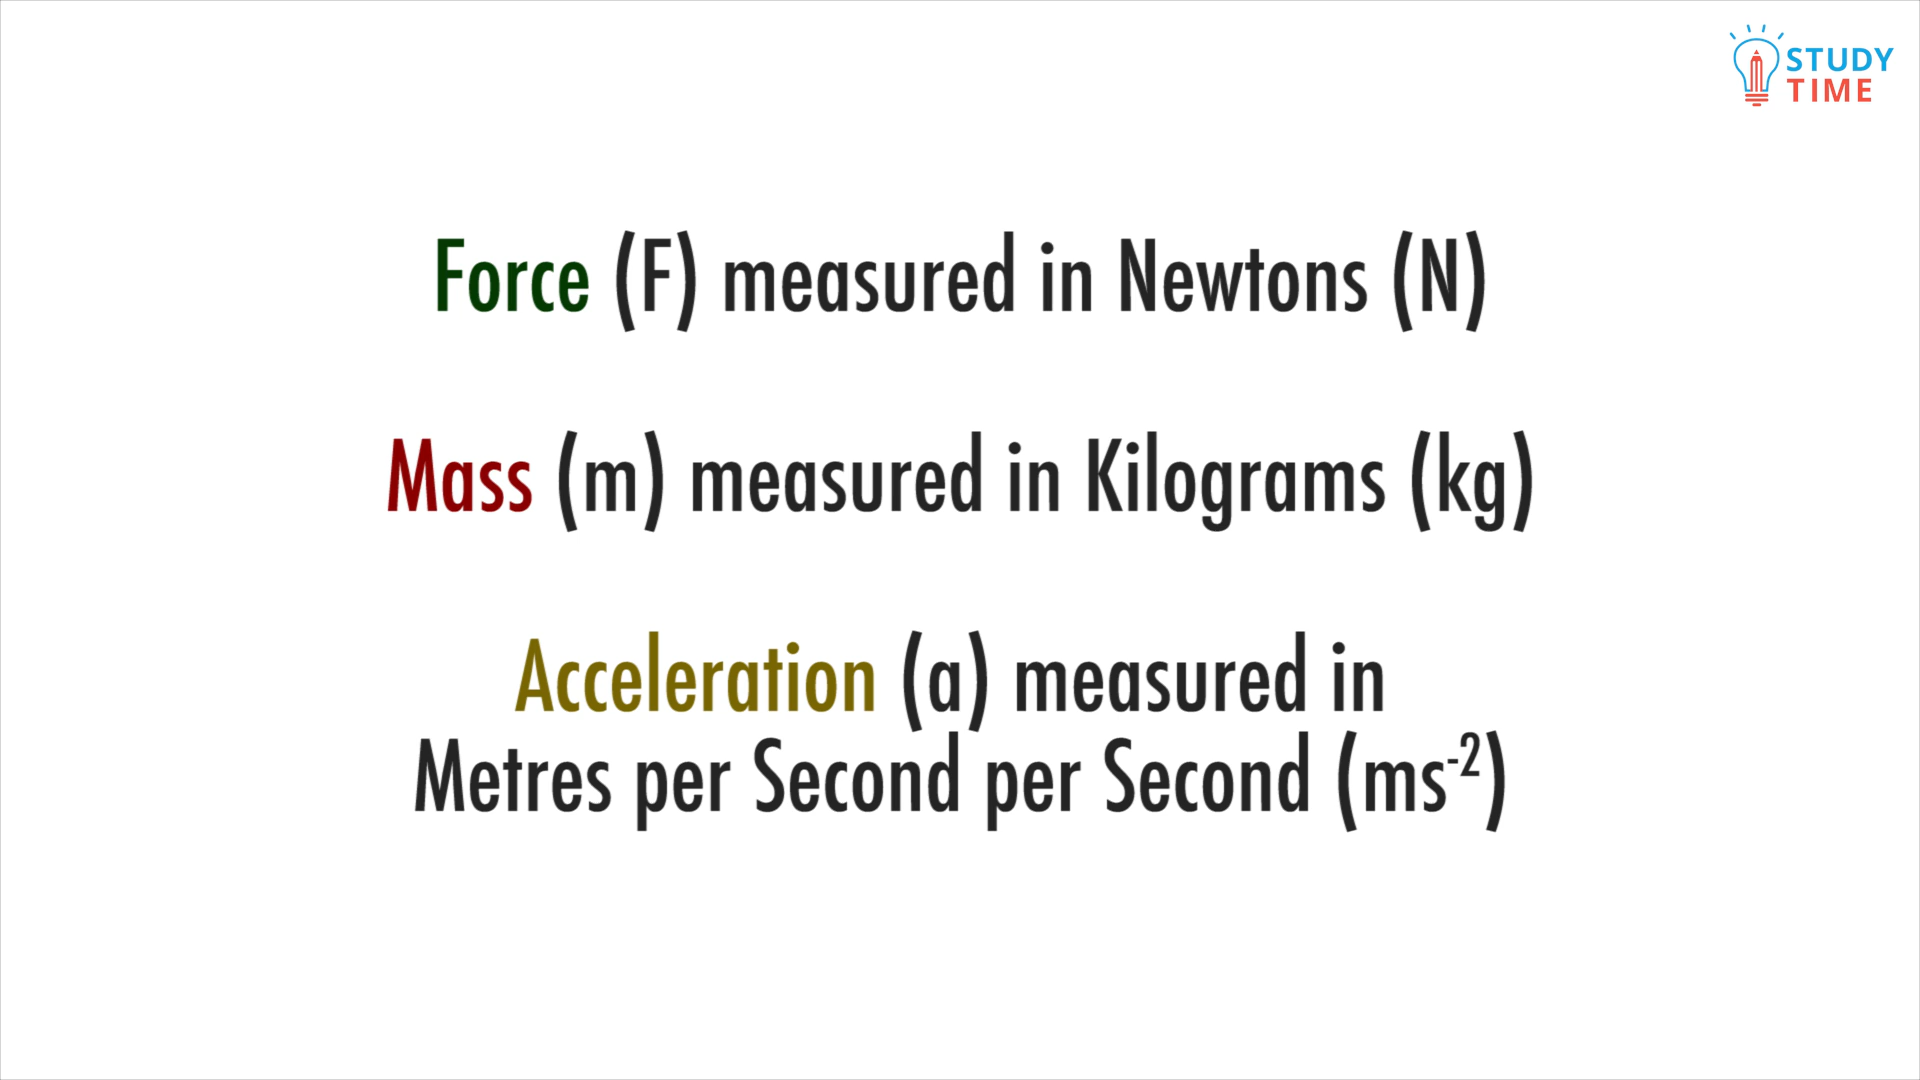 STUDY
TIME
Force (F) measured in Newtons (N)
Mass (m) measured in Kilograms (kg)
Acceleration (a) measured in
Metres per Second per Second (ms⁻²)